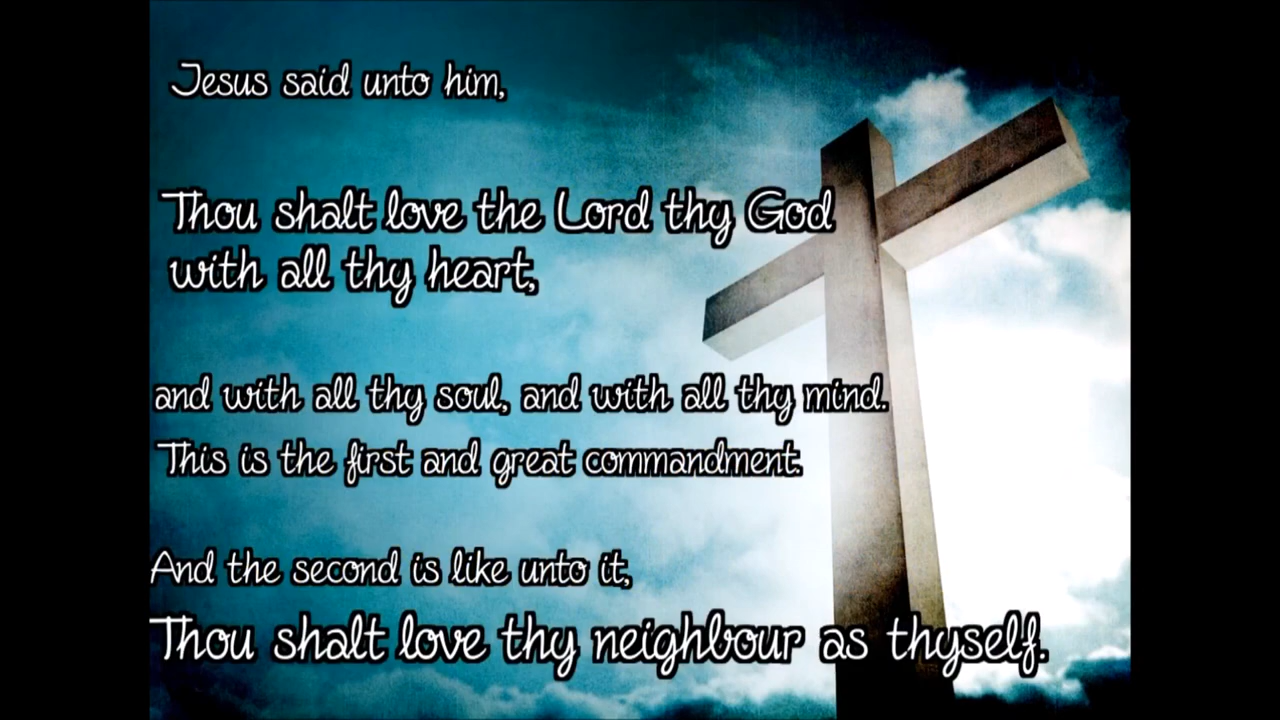 Jesus said unto him,
Thou shalt love the Lord thy God
with all thy heart,
and with all thy soul, and with all thy mind.
This is the first and great commandment.
And the second is like unto it,
Thou shalt love thy neighbour as thyself.